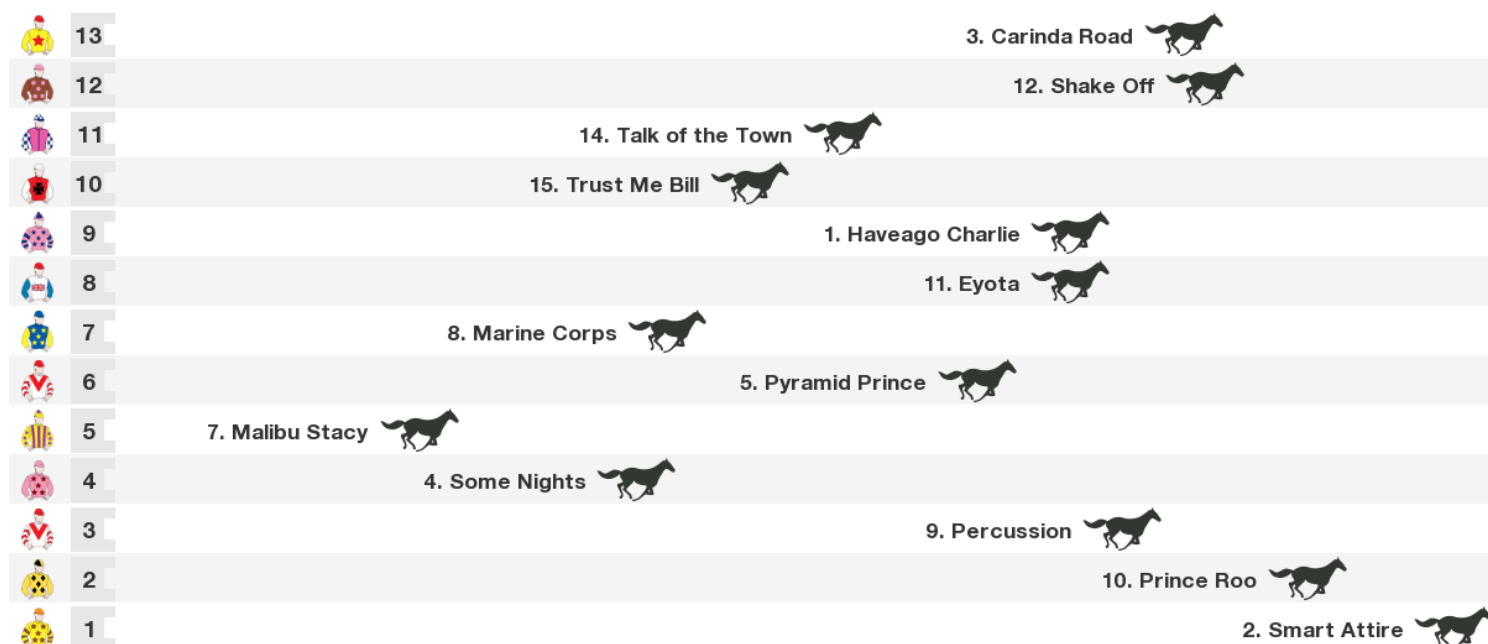 13 3. Carinda Road
12 12. Shake Off
11 14. Talk of the Town
10 15. Trust Me Bill
9 1. Haveago Charlie
8 11. Eyota
7 8. Marine Corps
6 5. Pyramid Prince
5 7. Malibu Stacy
4 4. Some Nights
3 9. Percussion
2 10. Prince Roo
1 2. Smart Attire